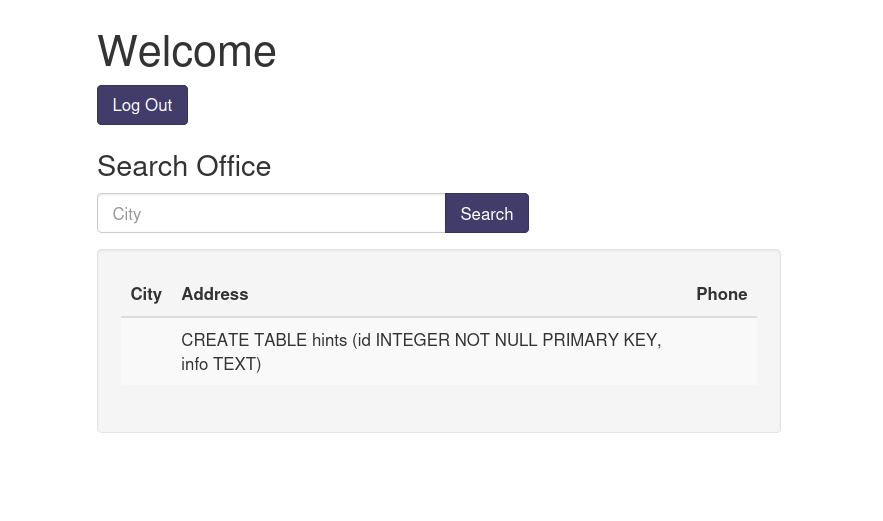 Welcome
Log Out
Search Office
City
Search
City Address Phone
CREATE TABLE hints (id INTEGER NOT NULL PRIMARY KEY,
info TEXT)